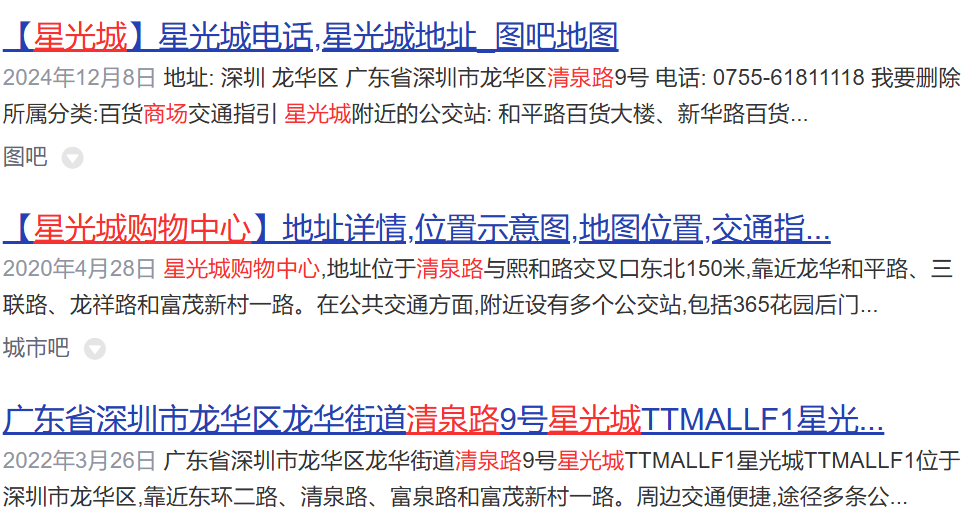 【星光城】星光城电话,星光城地址_图吧地图
2024年12月8日 地址: 深圳 龙华区 广东省深圳市龙华区清泉路9号 电话: 0755-61811118 我要删除
所属分类:百货商场交通指引 星光城附近的公交站: 和平路百货大楼、新华路百货...
图吧
【星光城购物中心】地址详情,位置示意图,地图位置,交通指...
2020年4月28日 星光城购物中心,地址位于清泉路与熙和路交叉口东北150米,靠近龙华和平路、三
联路、龙祥路和富茂新村一路。在公共交通方面,附近设有多个公交站,包括365花园后门...
城市吧
广东省深圳市龙华区龙华街道清泉路9号星光城TTMALLF1星光...
2022年3月26日 广东省深圳市龙华区龙华街道清泉路9号星光城TTMALLF1星光城TTMALLF1位于
深圳市龙华区,靠近东环二路、清泉路、富泉路和富茂新村一路。周边交通便捷,途径多条公...